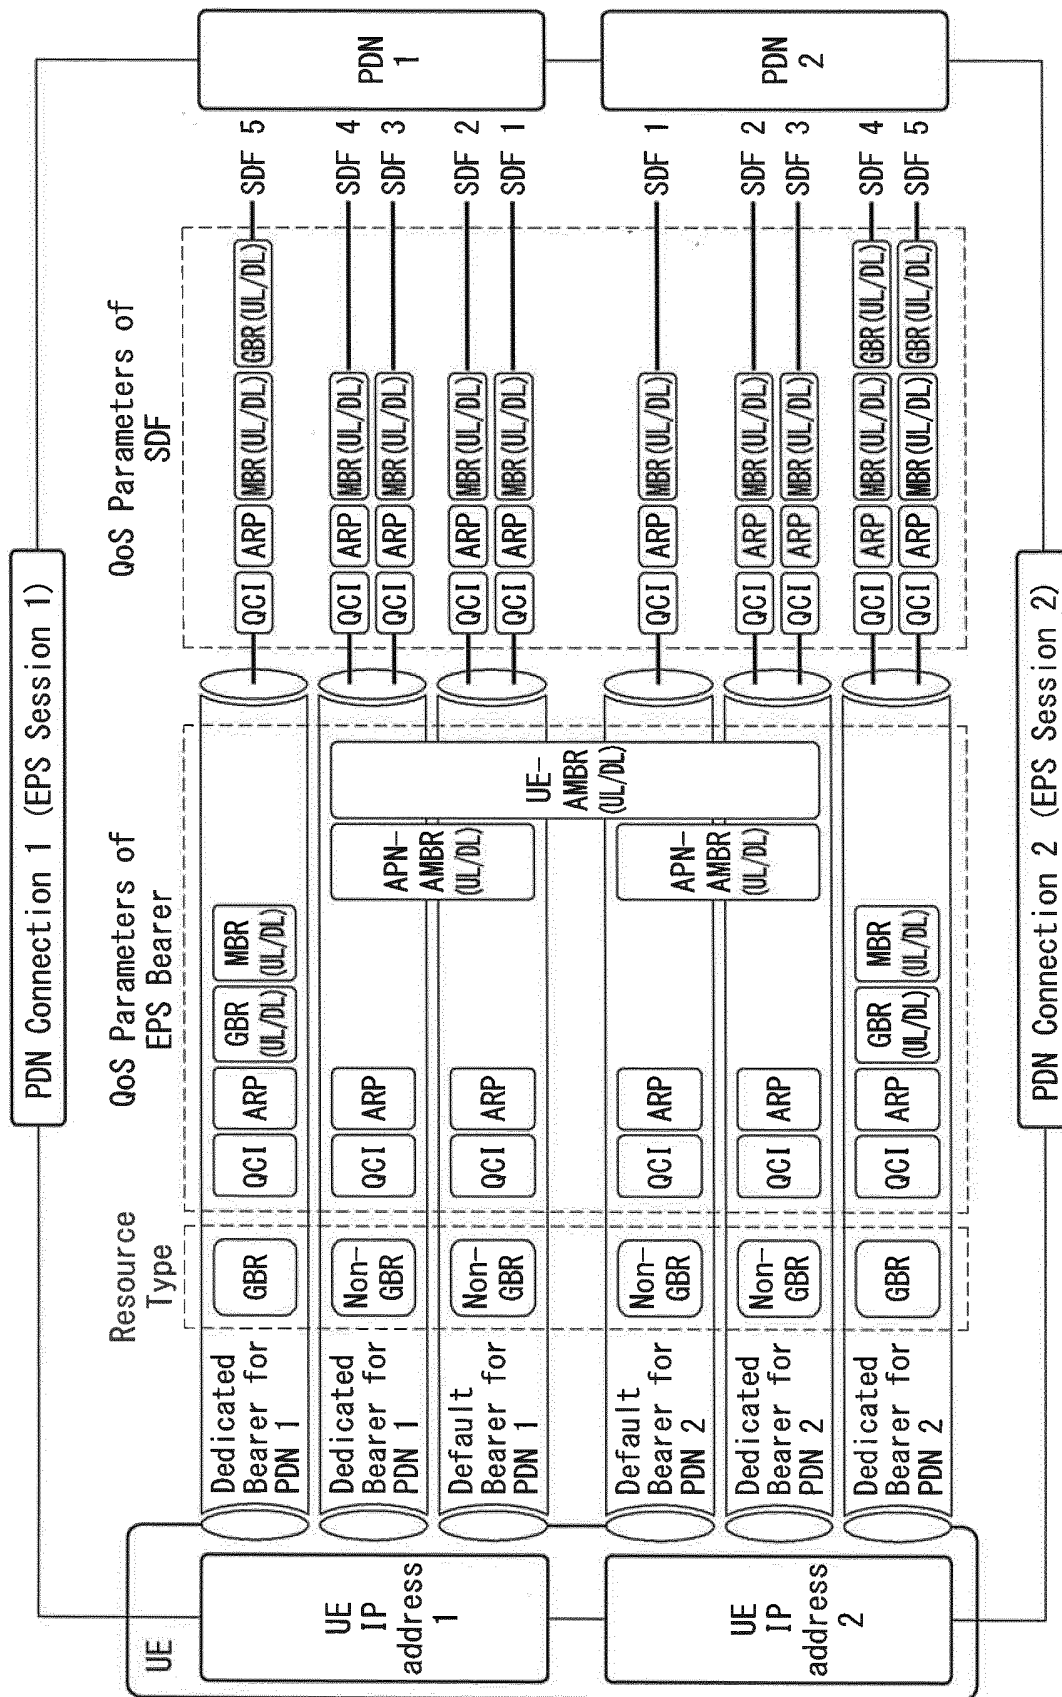 PDN Connection 1 (EPS Session 1)
Resource
Type
QoS Parameters of
EPS Bearer
QoS Parameters of
SDF
UE
UE
IP
address
1
Dedicated
Bearer for
PDN 1
GBR
QCI
ARP
GBR
(UL/DL)
MBR
(UL/DL)
QCI
ARP
MBR(UL/DL)
GBR(UL/DL)
SDF 5
PDN
1
Dedicated
Bearer for
PDN 1
Non-
GBR
QCI
ARP
APN-
AMBR
(UL/DL)
UE-
AMBR
(UL/DL)
QCI
ARP
MBR(UL/DL)
SDF 4
QCI
ARP
MBR(UL/DL)
SDF 3
Default
Bearer for
PDN 1
Non-
GBR
QCI
ARP
QCI
ARP
MBR(UL/DL)
SDF 2
QCI
ARP
MBR(UL/DL)
SDF 1
UE
IP
address
2
Default
Bearer for
PDN 2
Non-
GBR
QCI
ARP
APN-
AMBR
(UL/DL)
QCI
ARP
MBR(UL/DL)
SDF 1
PDN
2
Dedicated
Bearer for
PDN 2
Non-
GBR
QCI
ARP
QCI
ARP
MBR(UL/DL)
SDF 2
QCI
ARP
MBR(UL/DL)
SDF 3
Dedicated
Bearer for
PDN 2
GBR
QCI
ARP
GBR
(UL/DL)
MBR
(UL/DL)
QCI
ARP
MBR(UL/DL)
GBR(UL/DL)
SDF 4
QCI
ARP
MBR(UL/DL)
GBR(UL/DL)
SDF 5
PDN Connection 2 (EPS Session 2)